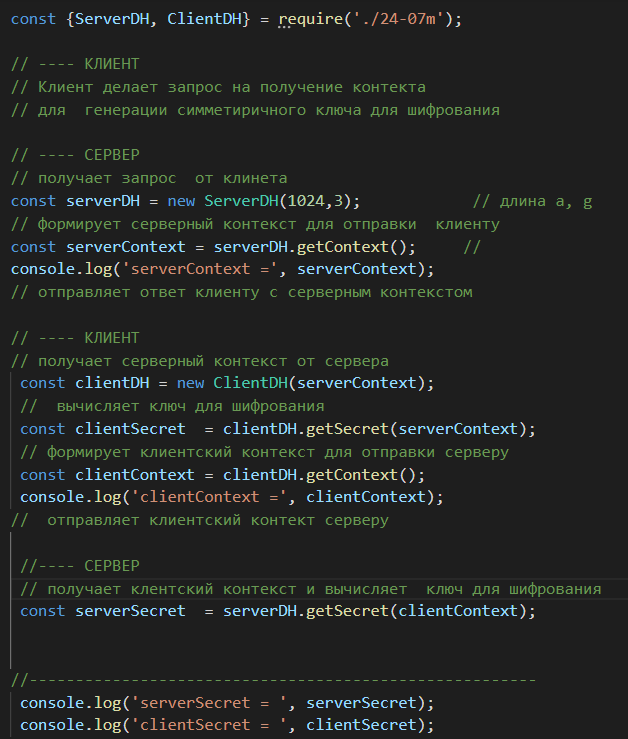 const {ServerDH, ClientDH} = require('./24-07m');
// ---- КЛИЕНТ
// Клиент делает запрос на получение контекта
// для  генерации симметиричного ключа для шифрования
// ---- СЕРВЕР
// получает запрос  от клинета
const serverDH = new ServerDH(1024,3);            // длина a, g
// формирует серверный контекст для отправки  клиенту
const serverContext = serverDH.getContext();     //
console.log('serverContext =', serverContext);
// отправляет ответ клиенту с серверным контекстом
// ---- КЛИЕНТ
// получает серверный контекст от сервера
const clientDH = new ClientDH(serverContext);
//  вычисляет ключ для шифрования
const clientSecret  = clientDH.getSecret(serverContext);
// формирует клиентский контекст для отправки серверу
const clientContext = clientDH.getContext();
console.log('clientContext =', clientContext);
//  отправляет клиентский контект серверу
//---- СЕРВЕР
// получает клентский контекст и вычисляет  ключ для шифрования
const serverSecret  = serverDH.getSecret(clientContext);
//-------------------------------------------------------
console.log('serverSecret = ', serverSecret);
console.log('clientSecret = ', clientSecret);